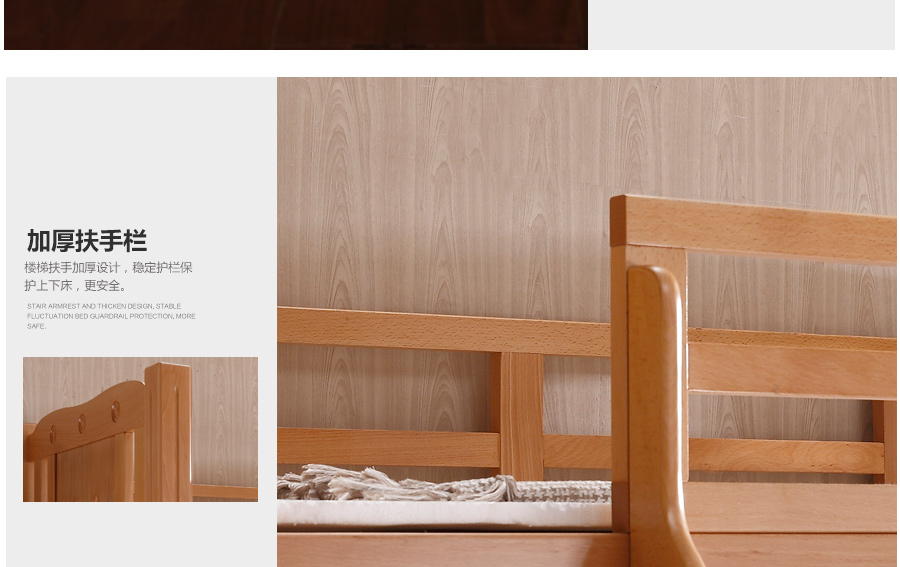 加厚扶手栏
楼梯扶手加厚设计，稳定护栏保
护上下床，更安全。
STAIR ARMREST AND THICKEN DESIGN, STABLE
FLUCTUATION BED GUARDRAIL PROTECTION, MORE
SAFE.